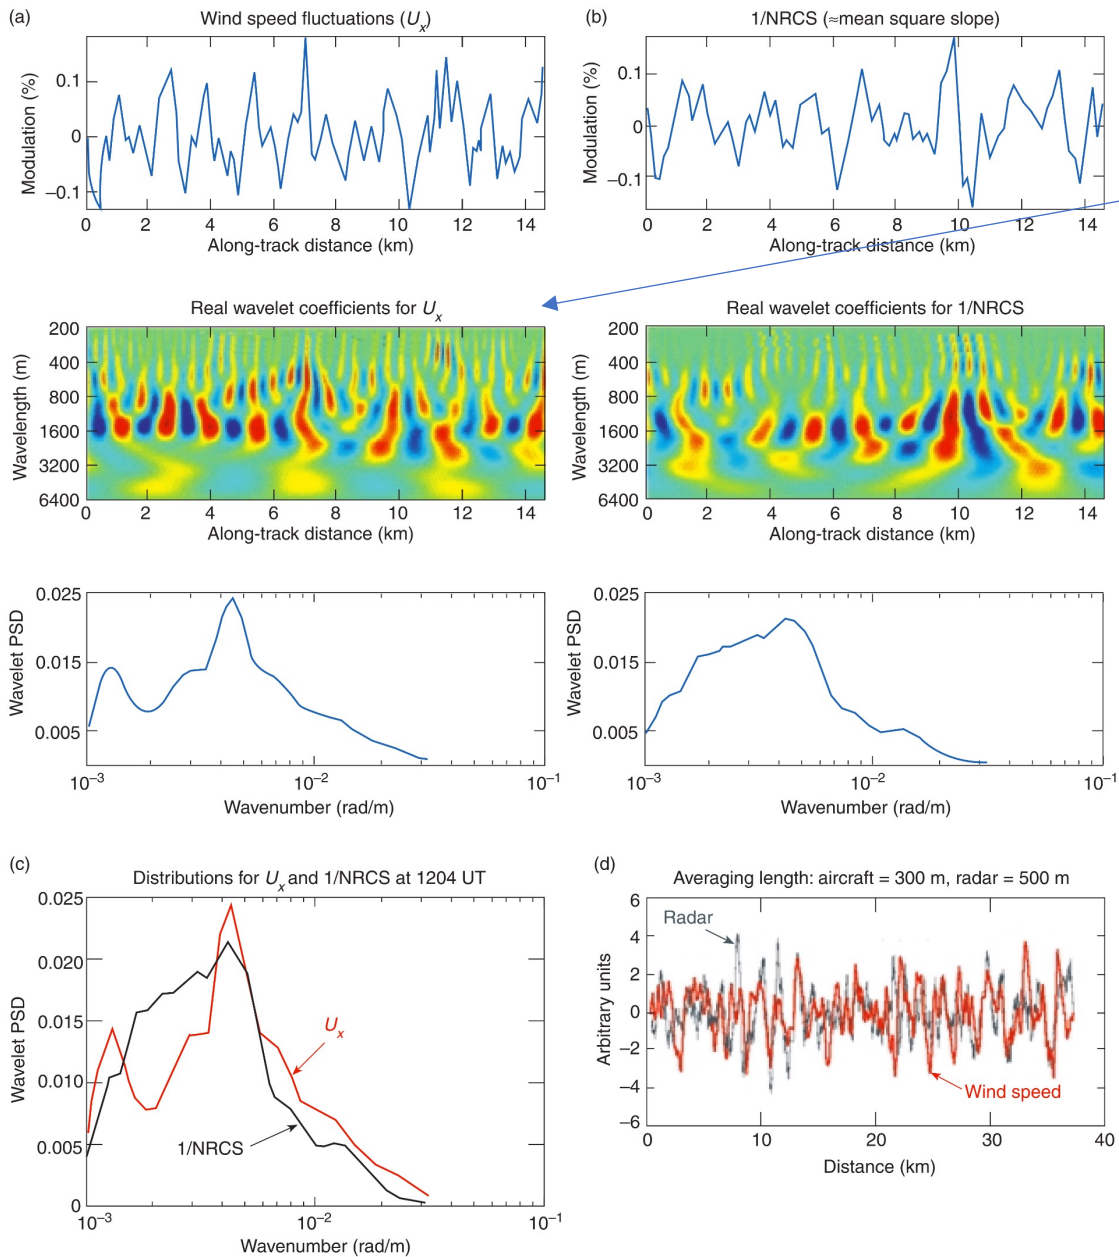 (a)
Wind speed fluctuations (Uₓ)
Modulation (%)
0.1
0
−0.1
0 2 4 6 8 10 12 14
Along-track distance (km)
(b)
1/NRCS (≈mean square slope)
Modulation (%)
0.1
0
−0.1
0 2 4 6 8 10 12 14
Along-track distance (km)
Real wavelet coefficients for Uₓ
Wavelength (m)
200
400
800
1600
3200
6400
0 2 4 6 8 10 12 14
Along-track distance (km)
Real wavelet coefficients for 1/NRCS
Wavelength (m)
200
400
800
1600
3200
6400
0 2 4 6 8 10 12 14
Along-track distance (km)
Wavelet PSD
0.025
0.015
0.005
10⁻³ 10⁻² 10⁻¹
Wavenumber (rad/m)
Wavelet PSD
0.025
0.015
0.005
10⁻³ 10⁻² 10⁻¹
Wavenumber (rad/m)
(c)
Distributions for Uₓ and 1/NRCS at 1204 UT
Wavelet PSD
0.025
0.020
0.015
0.010
0.005
0
Uₓ
1/NRCS
10⁻³ 10⁻² 10⁻¹
Wavenumber (rad/m)
(d)
Averaging length: aircraft = 300 m, radar = 500 m
Arbitrary units
6
4
2
0
−2
−4
−6
Radar
Wind speed
0 10 20 30 40
Distance (km)